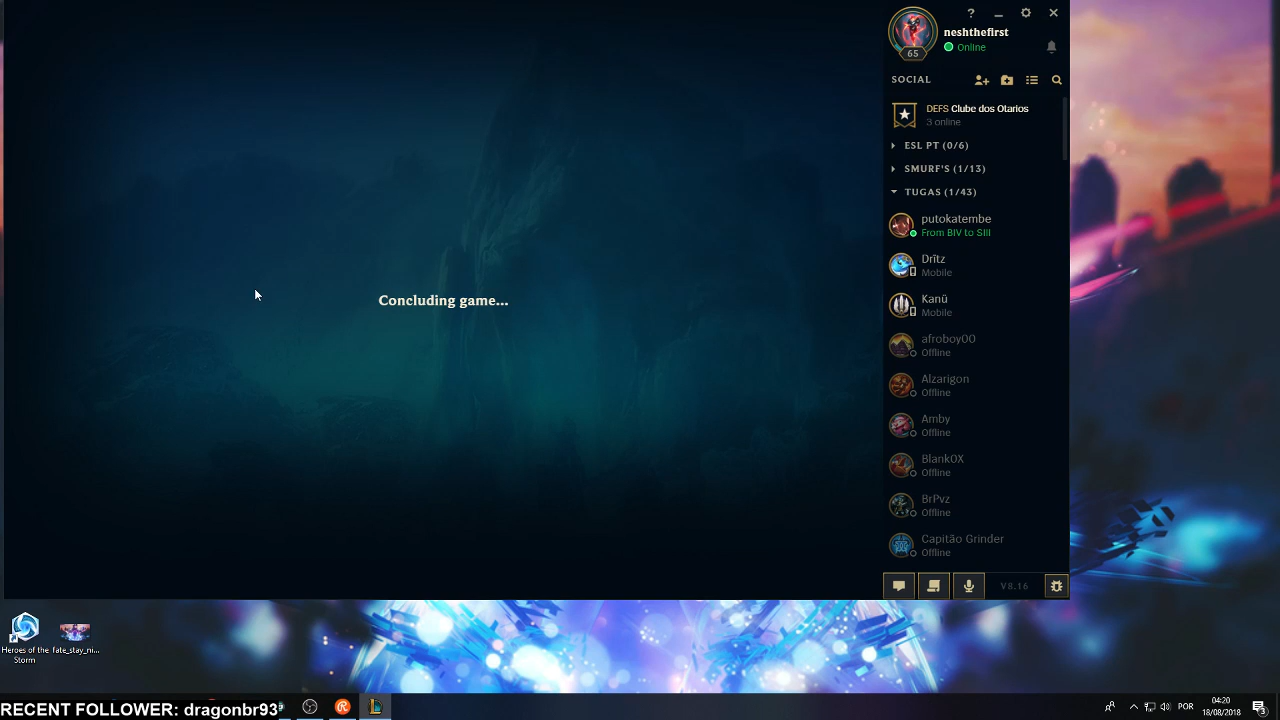 ?
neshthefirst
65
Online
SOCIAL
DEFS Clube dos Otarios
3 online
ESL PT (0/6)
SMURF'S (1/13)
TUGAS (1/43)
putokatembe
From BIV to SIII
Drîtz
Mobile
Concluding game...
Kanü
Mobile
afroboy00
Offline
Alzarigon
Offline
Amby
Offline
Blank0X
Offline
BrPvz
Offline
Capitão Grinder
Offline
V8.16
Heroes of the
Storm
fate_stay_ni...
RECENT FOLLOWER: dragonbr93
POR
04:20
18/08/2018
3